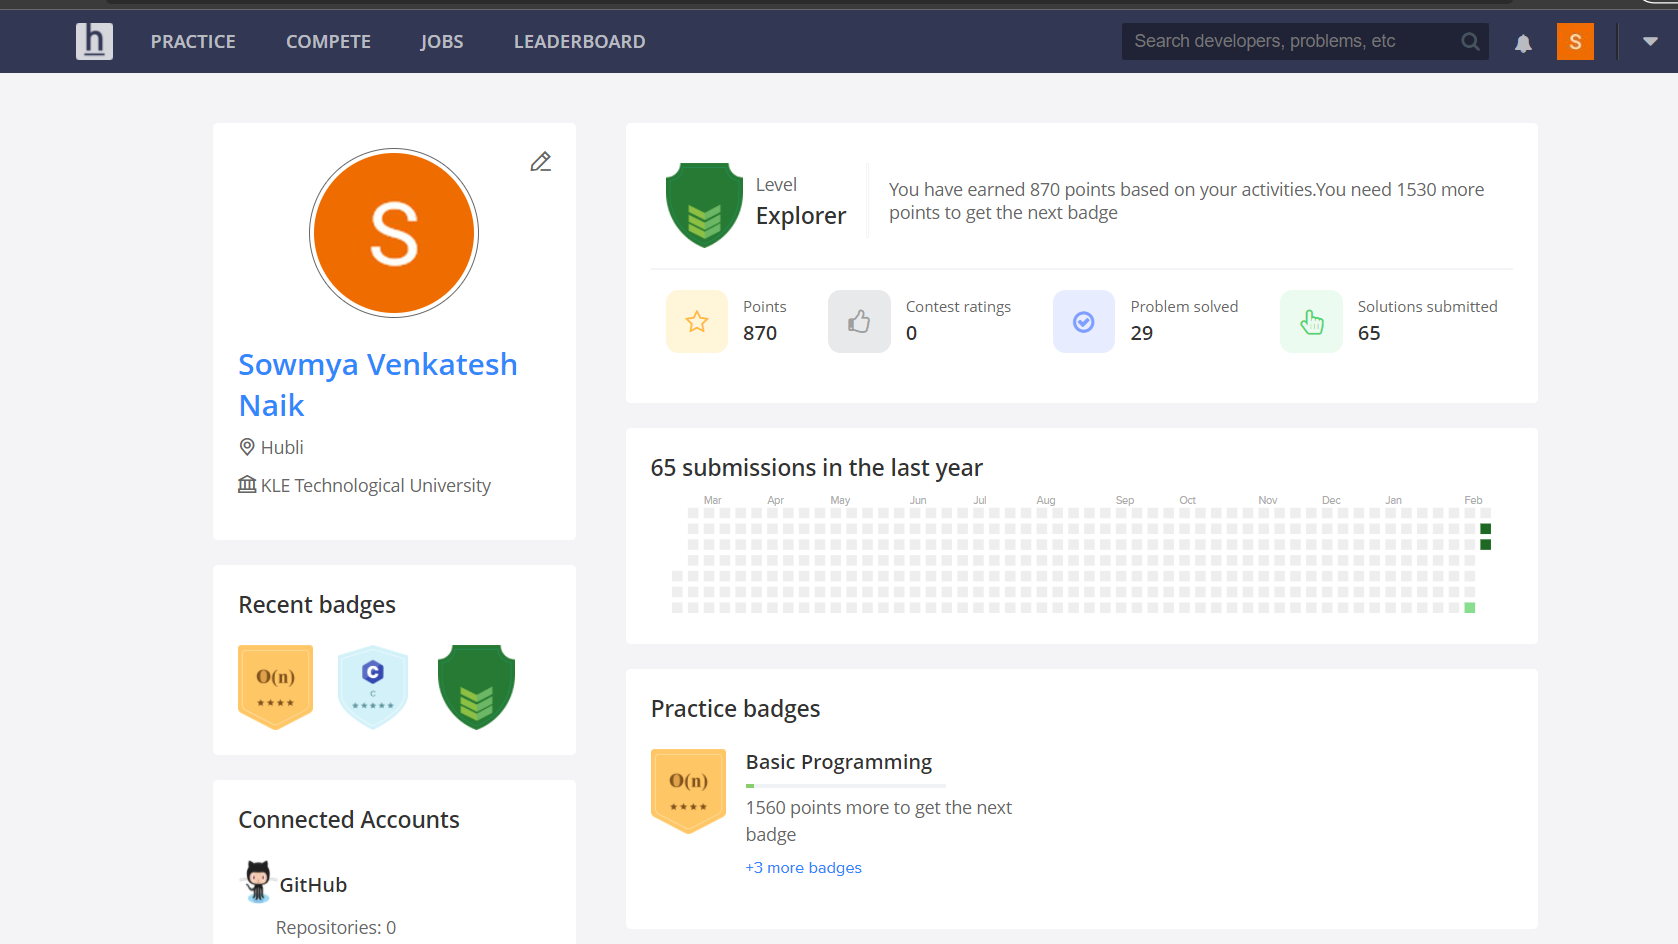 h PRACTICE COMPETE JOBS LEADERBOARD Search developers, problems, etc S
S
Sowmya Venkatesh
Naik
Hubli
KLE Technological University
Recent badges
O(n)
C
C
Connected Accounts
GitHub
Repositories: 0
Level
Explorer
You have earned 870 points based on your activities.You need 1530 more
points to get the next badge
Points
870
Contest ratings
0
Problem solved
29
Solutions submitted
65
65 submissions in the last year
Mar Apr May Jun Jul Aug Sep Oct Nov Dec Jan Feb
Practice badges
O(n)
Basic Programming
1560 points more to get the next
badge
+3 more badges